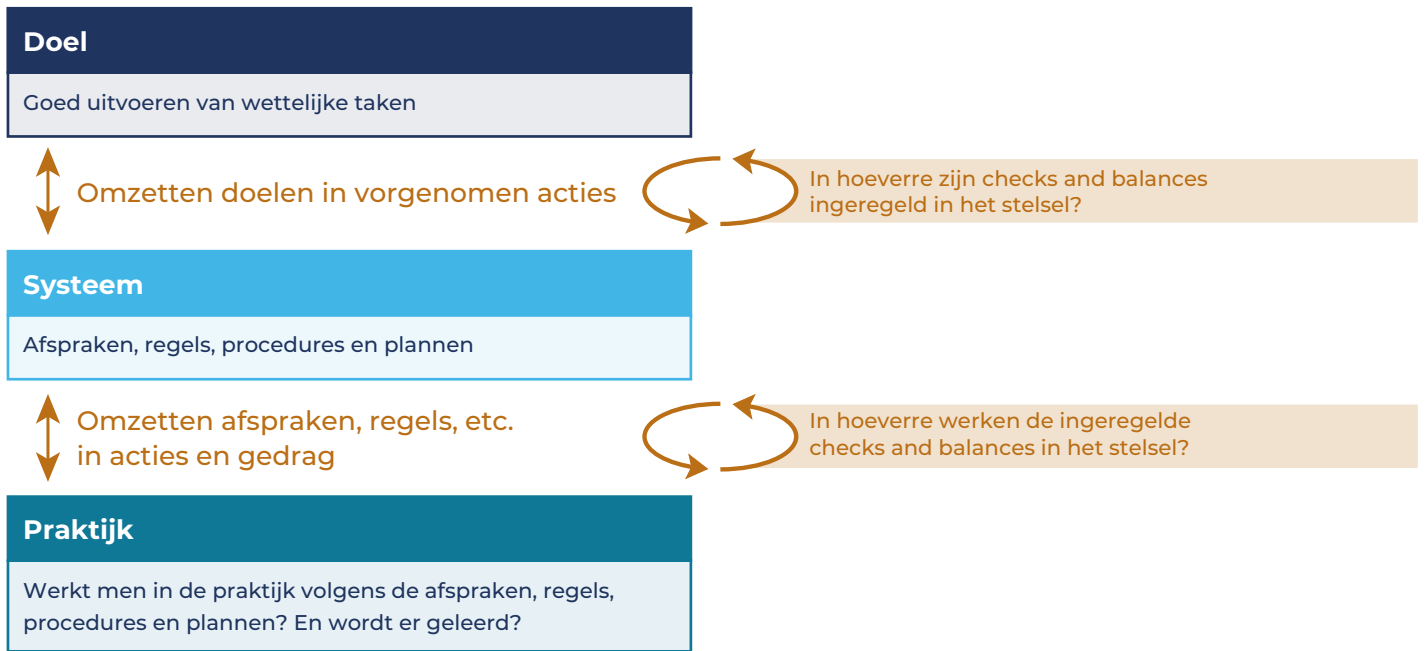 Doel
Goed uitvoeren van wettelijke taken
Omzetten doelen in vorgenomen acties
In hoeverre zijn checks and balances
ingeregeld in het stelsel?
Systeem
Afspraken, regels, procedures en plannen
Omzetten afspraken, regels, etc.
in acties en gedrag
In hoeverre werken de ingeregelde
checks and balances in het stelsel?
Praktijk
Werkt men in de praktijk volgens de afspraken, regels,
procedures en plannen? En wordt er geleerd?